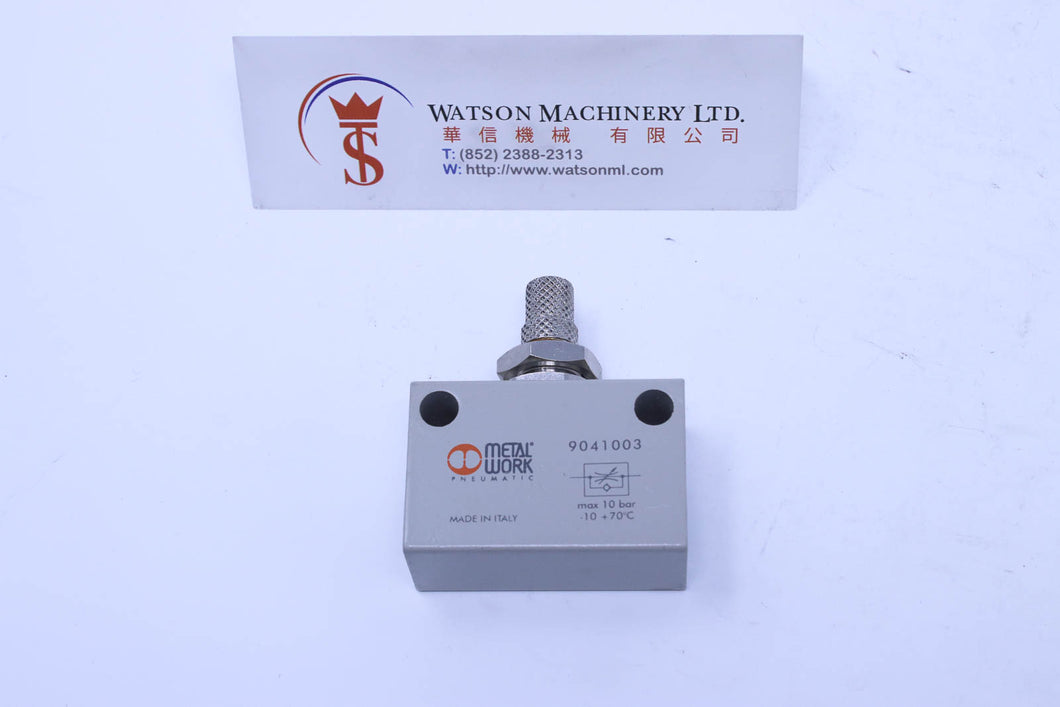 WATSON MACHINERY LTD.
華信機械 有限公司
T: (852) 2388-2313
W: http://www.watsonml.com
METAL®
WORK
PNEUMATIC
MADE IN ITALY
9041003
max 10 bar
-10 +70°C